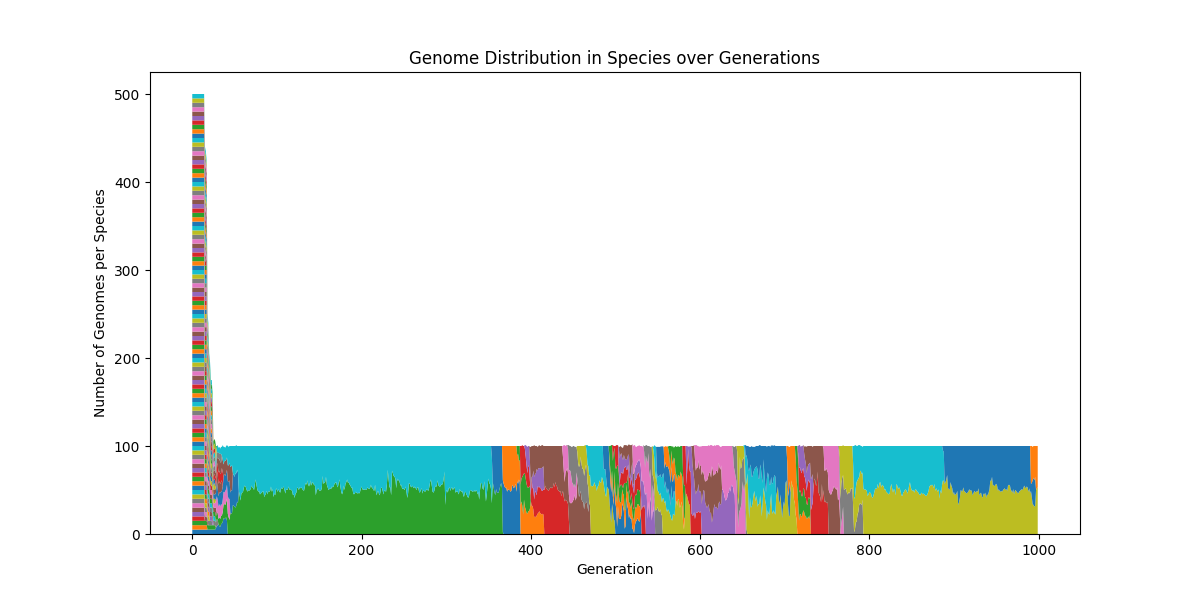 Genome Distribution in Species over Generations
500
400
300
200
100
0
Number of Genomes per Species
0 200 400 600 800 1000
Generation